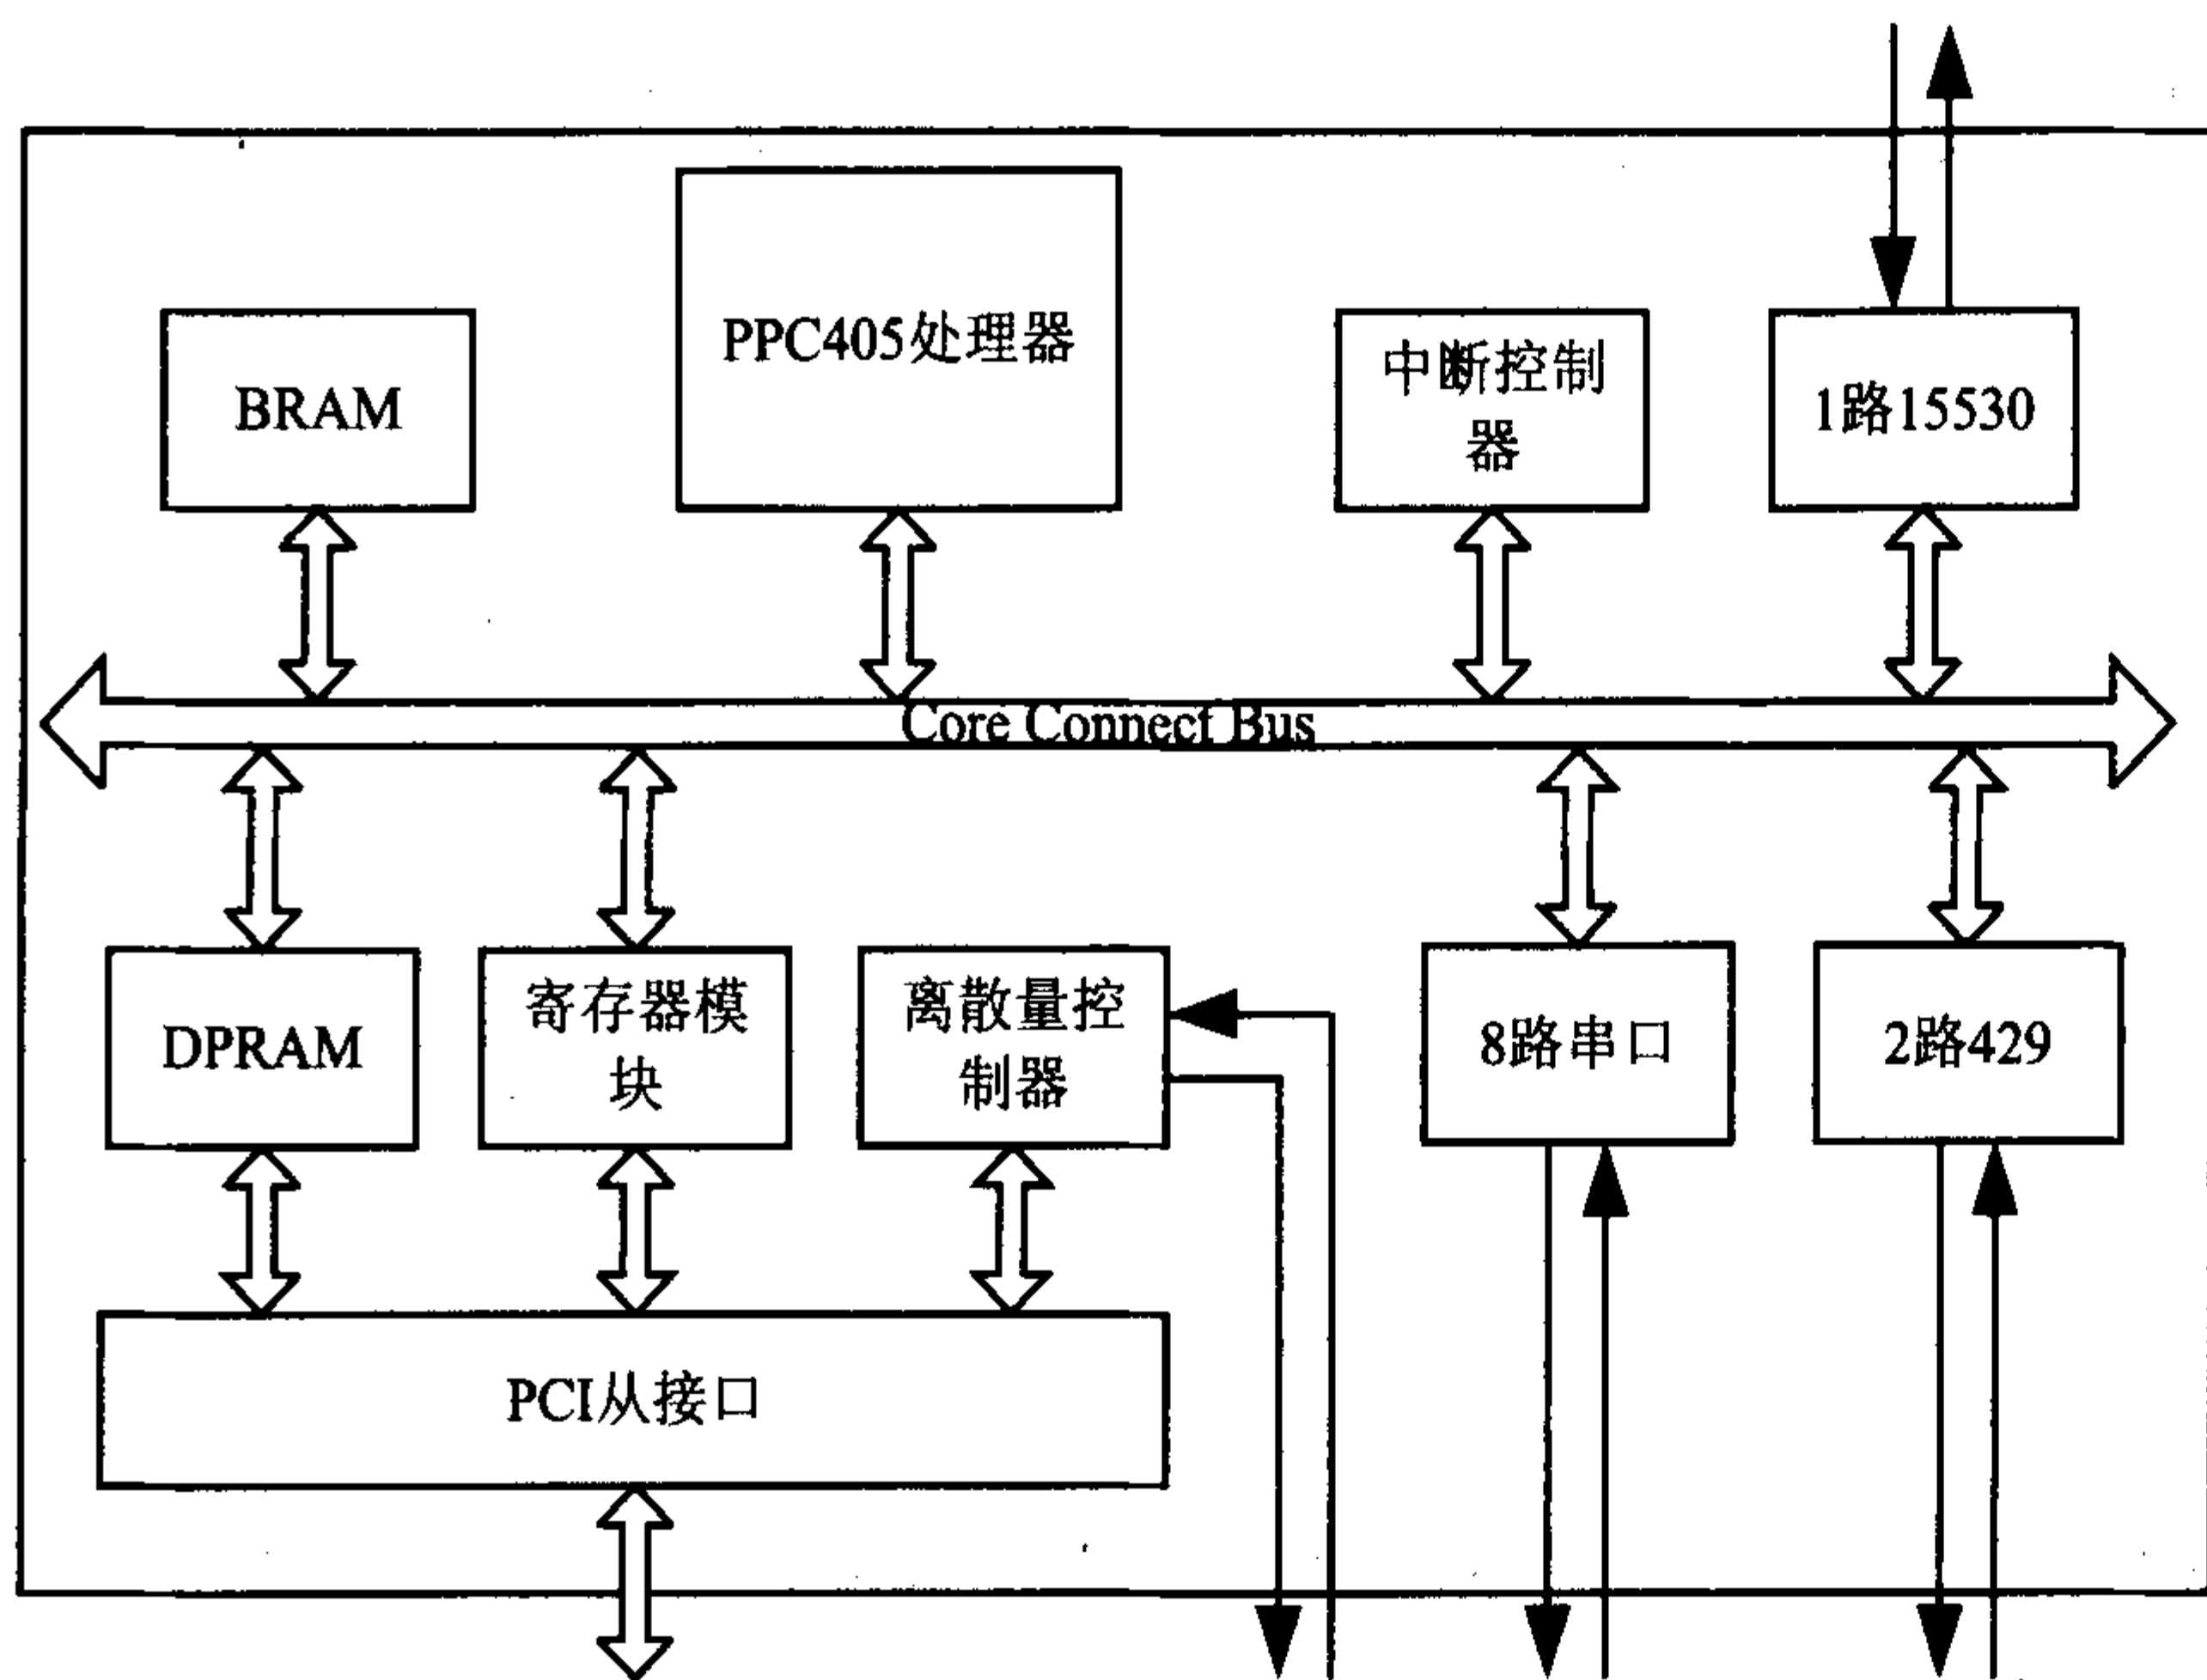 PPC405处理器
BRAM
中断控制
器
1路15530
Core Connect Bus
DPRAM
寄存器模
块
离散量控
制器
8路串口
2路429
PCI从接口